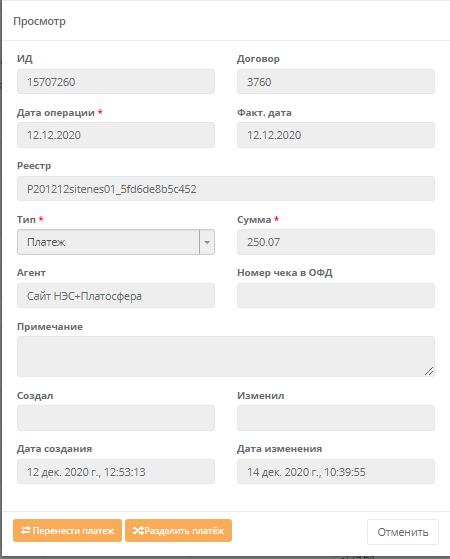 Просмотр
ИД Договор
15707260 3760
Дата операции * Факт. дата
12.12.2020 12.12.2020
Реестр
P201212sitenes01_5fd6de8b5c452
Тип * Сумма *
Платеж 250.07
Агент Номер чека в ОФД
Сайт НЭС+Платосфера
Примечание
Создал Изменил
Дата создания Дата изменения
12 дек. 2020 г., 12:53:13 14 дек. 2020 г., 10:39:55
Перенести платеж Разделить платёж Отменить